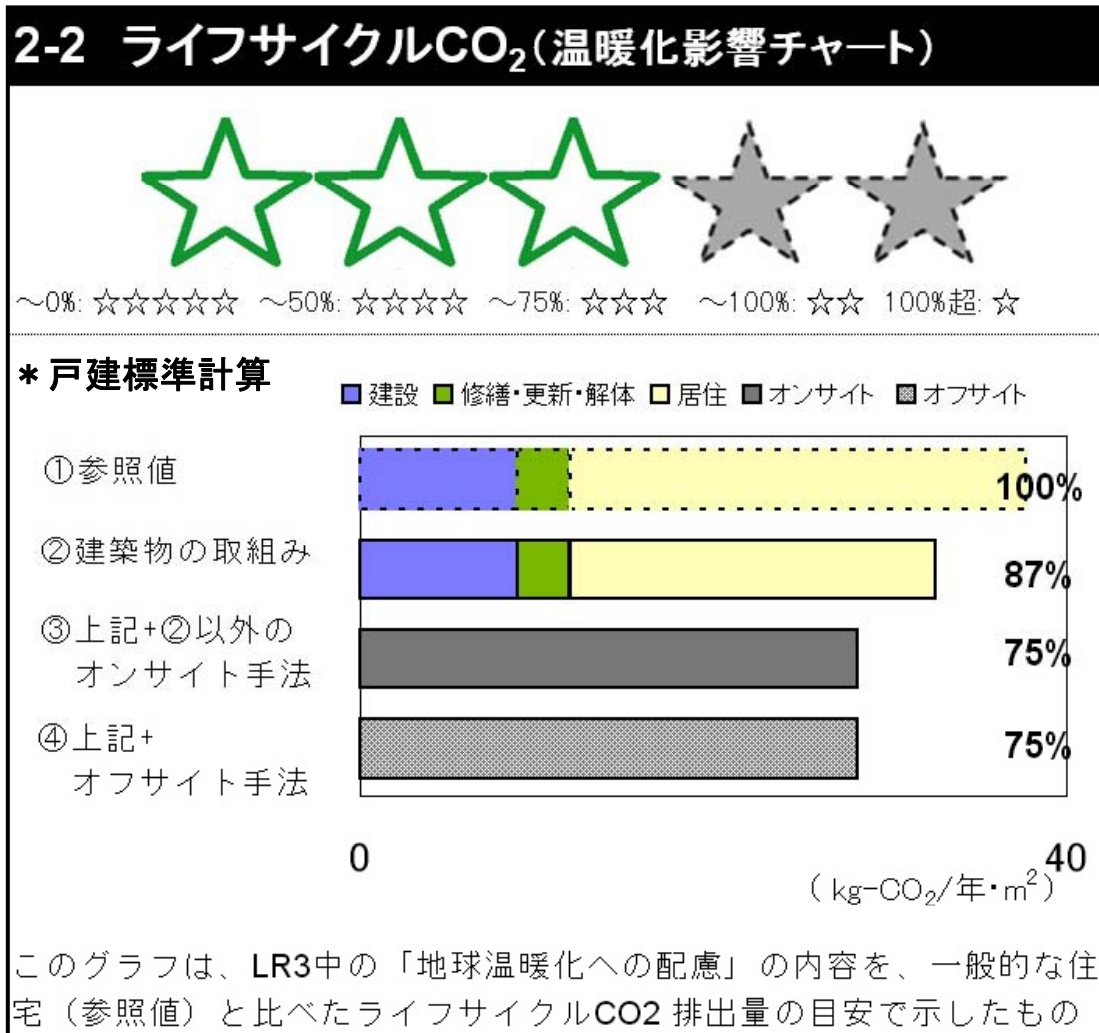 2-2 ライフサイクルCO₂(温暖化影響チャート)
～0%: ☆☆☆☆☆ ～50%: ☆☆☆☆ ～75%: ☆☆☆ ～100%: ☆☆ 100%超: ☆
＊戸建標準計算
建設 修繕・更新・解体 居住 オンサイト オフサイト
①参照値
100%
②建築物の取組み
87%
③上記+②以外の
オンサイト手法
75%
④上記+
オフサイト手法
75%
0
40
(kg-CO₂/年・m²)
このグラフは、LR3中の「地球温暖化への配慮」の内容を、一般的な住
宅（参照値）と比べたライフサイクルCO2 排出量の目安で示したもの